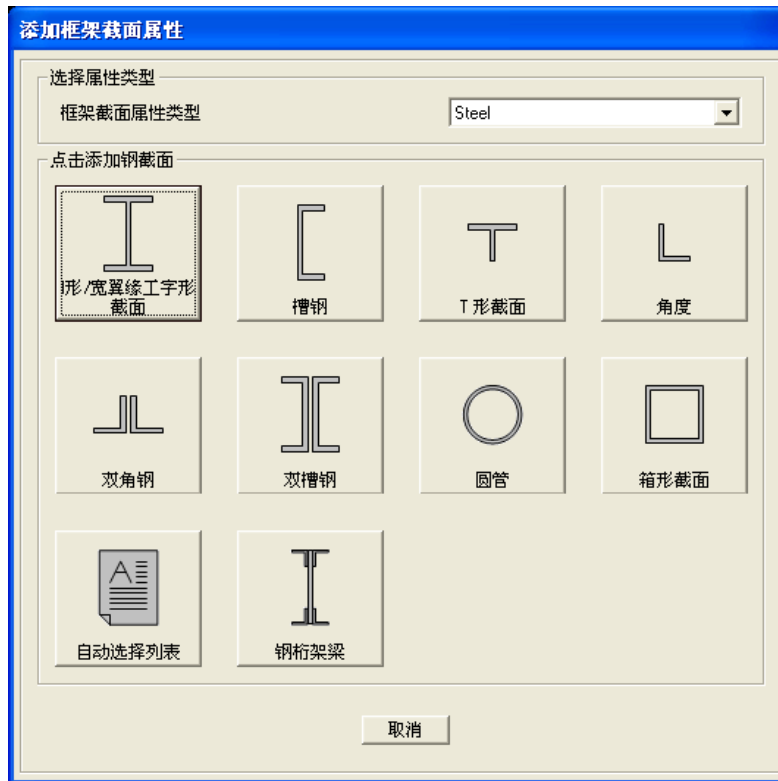 添加框架截面属性
选择属性类型
框架截面属性类型
Steel
点击添加钢截面
I形/宽翼缘工字形
截面
槽钢
T 形截面
角度
双角钢
双槽钢
圆管
箱形截面
自动选择列表
钢桁架梁
取消